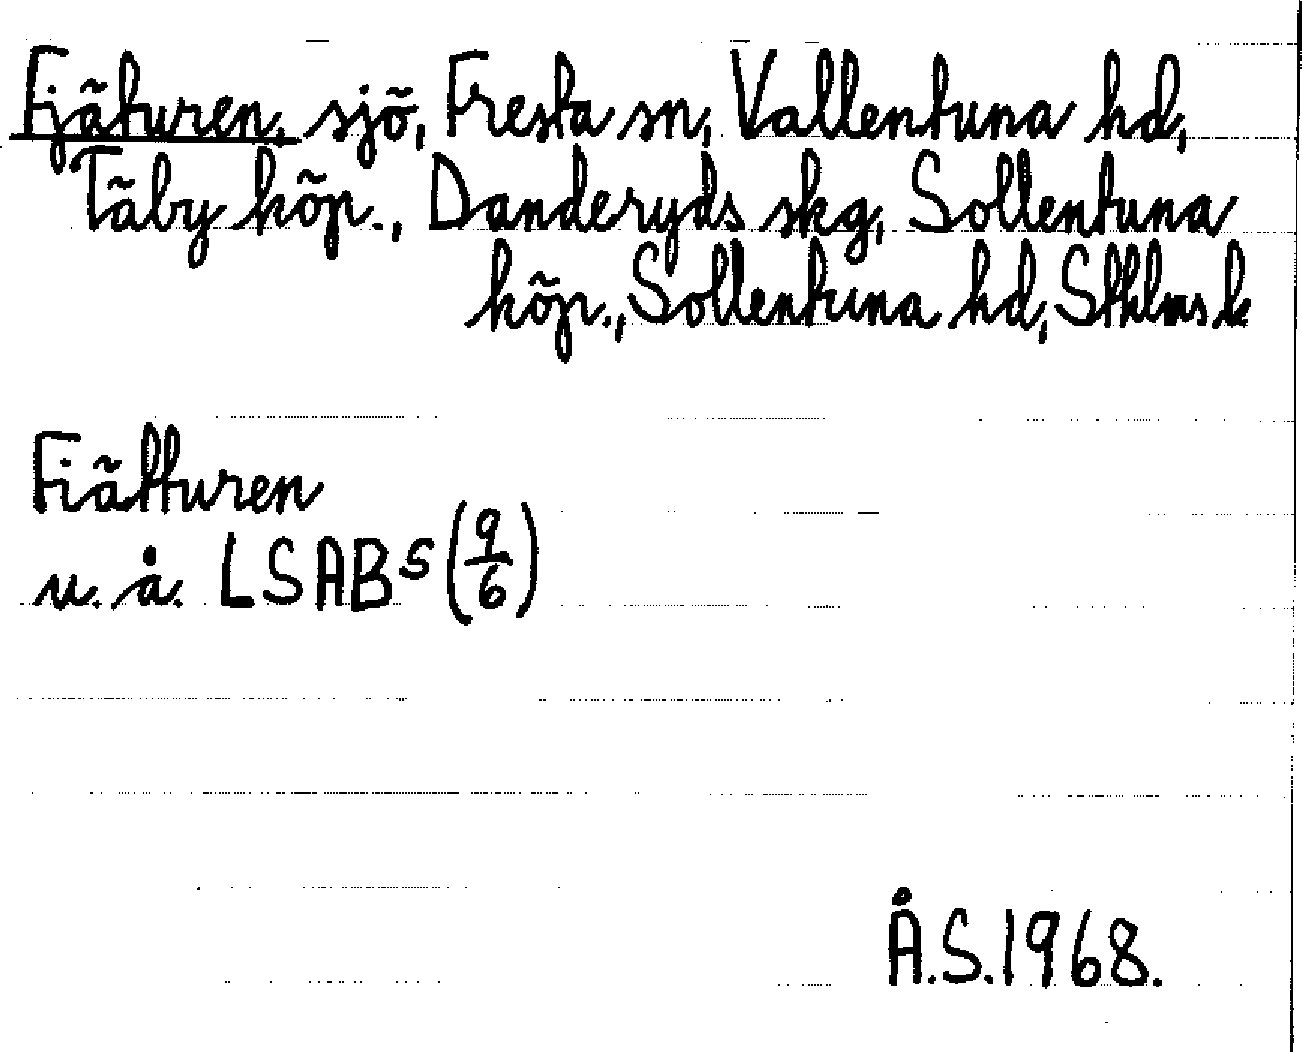 Fjäturen, sjö, Fresta sn, Vallentuna hd,
Täby köp., Danderyds skg, Sollentuna
köp., Sollentuna hd, Sthlms l
Fiätturen
u. å. LSAB s (9/6)
Å.S. 1968.